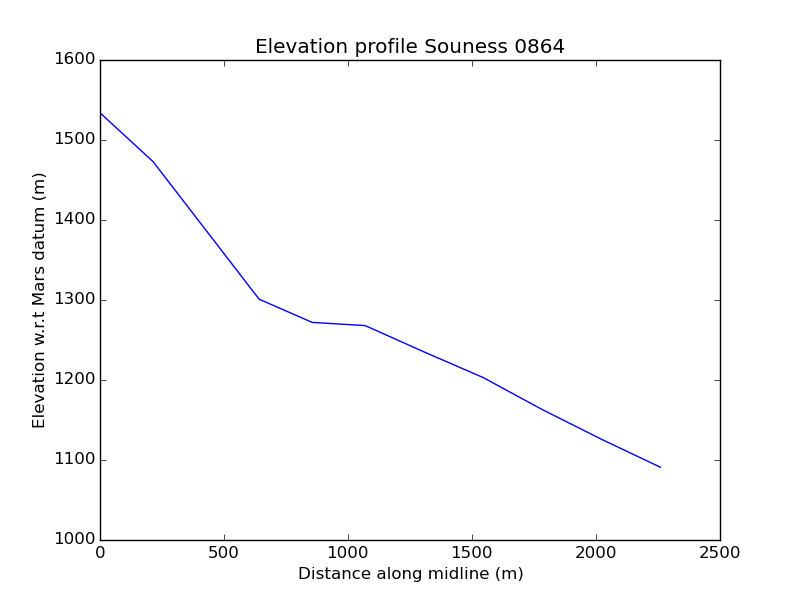 Elevation profile Souness 0864
1600
1500
1400
1300
1200
1100
1000
Elevation w.r.t Mars datum (m)
0 500 1000 1500 2000 2500
Distance along midline (m)